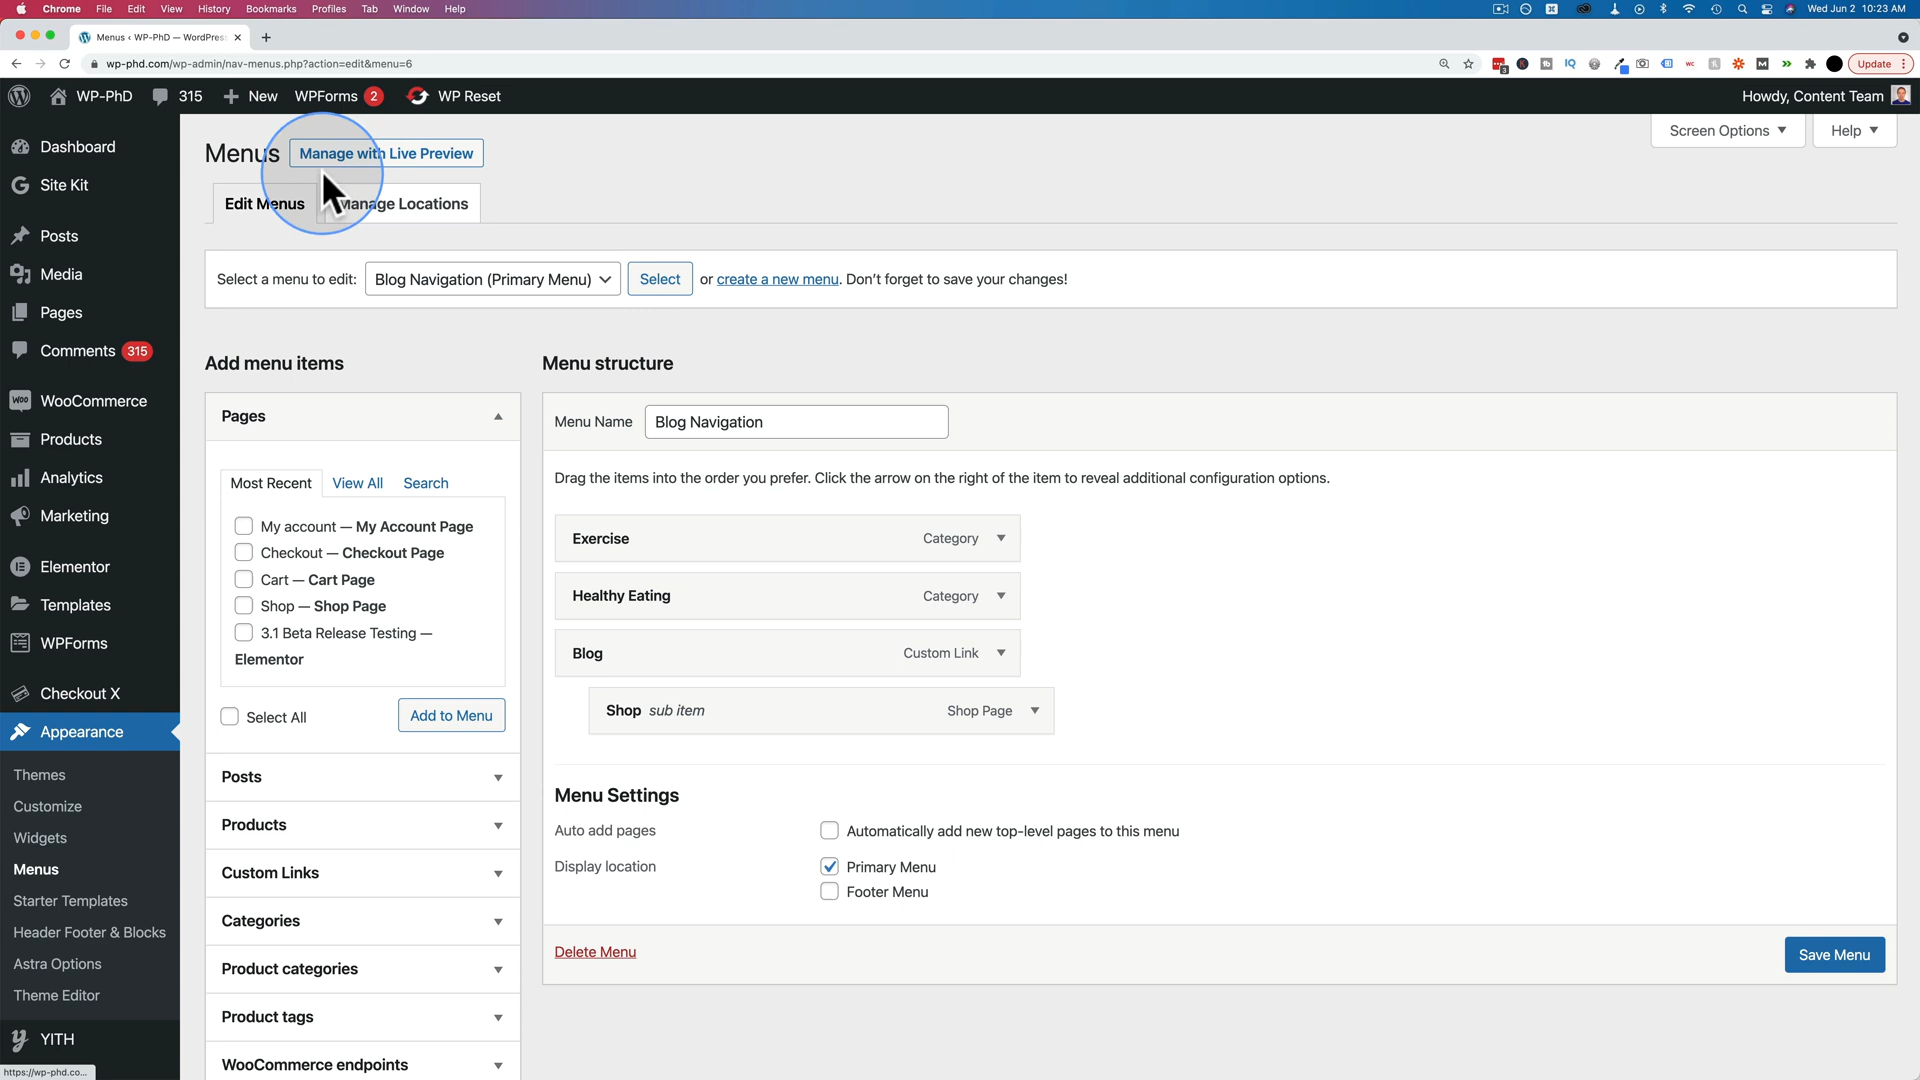 Chrome File Edit View History Bookmarks Profiles Tab Window Help
Wed Jun 2 10:23 AM
Menus ‹ WP-PhD — WordPres
wp-phd.com/wp-admin/nav-menus.php?action=edit&menu=6
Update
WP-PhD 315 New WPForms 2 WP Reset
Howdy, Content Team
Dashboard
Site Kit
Posts
Media
Pages
Comments 315
WooCommerce
Products
Analytics
Marketing
Elementor
Templates
WPForms
Checkout X
Appearance
Themes
Customize
Widgets
Menus
Starter Templates
Header Footer & Blocks
Astra Options
Theme Editor
YITH
https://wp-phd.co...
Screen Options
Help
Menus
Manage with Live Preview
Edit Menus
Manage Locations
Select a menu to edit: Blog Navigation (Primary Menu) Select or create a new menu. Don't forget to save your changes!
Add menu items
Pages
Most Recent View All Search
My account — My Account Page
Checkout — Checkout Page
Cart — Cart Page
Shop — Shop Page
3.1 Beta Release Testing —
Elementor
Select All
Add to Menu
Posts
Products
Custom Links
Categories
Product categories
Product tags
WooCommerce endpoints
Menu structure
Menu Name Blog Navigation
Drag the items into the order you prefer. Click the arrow on the right of the item to reveal additional configuration options.
Exercise Category
Healthy Eating Category
Blog Custom Link
Shop sub item Shop Page
Menu Settings
Auto add pages
Automatically add new top-level pages to this menu
Display location
Primary Menu
Footer Menu
Delete Menu
Save Menu